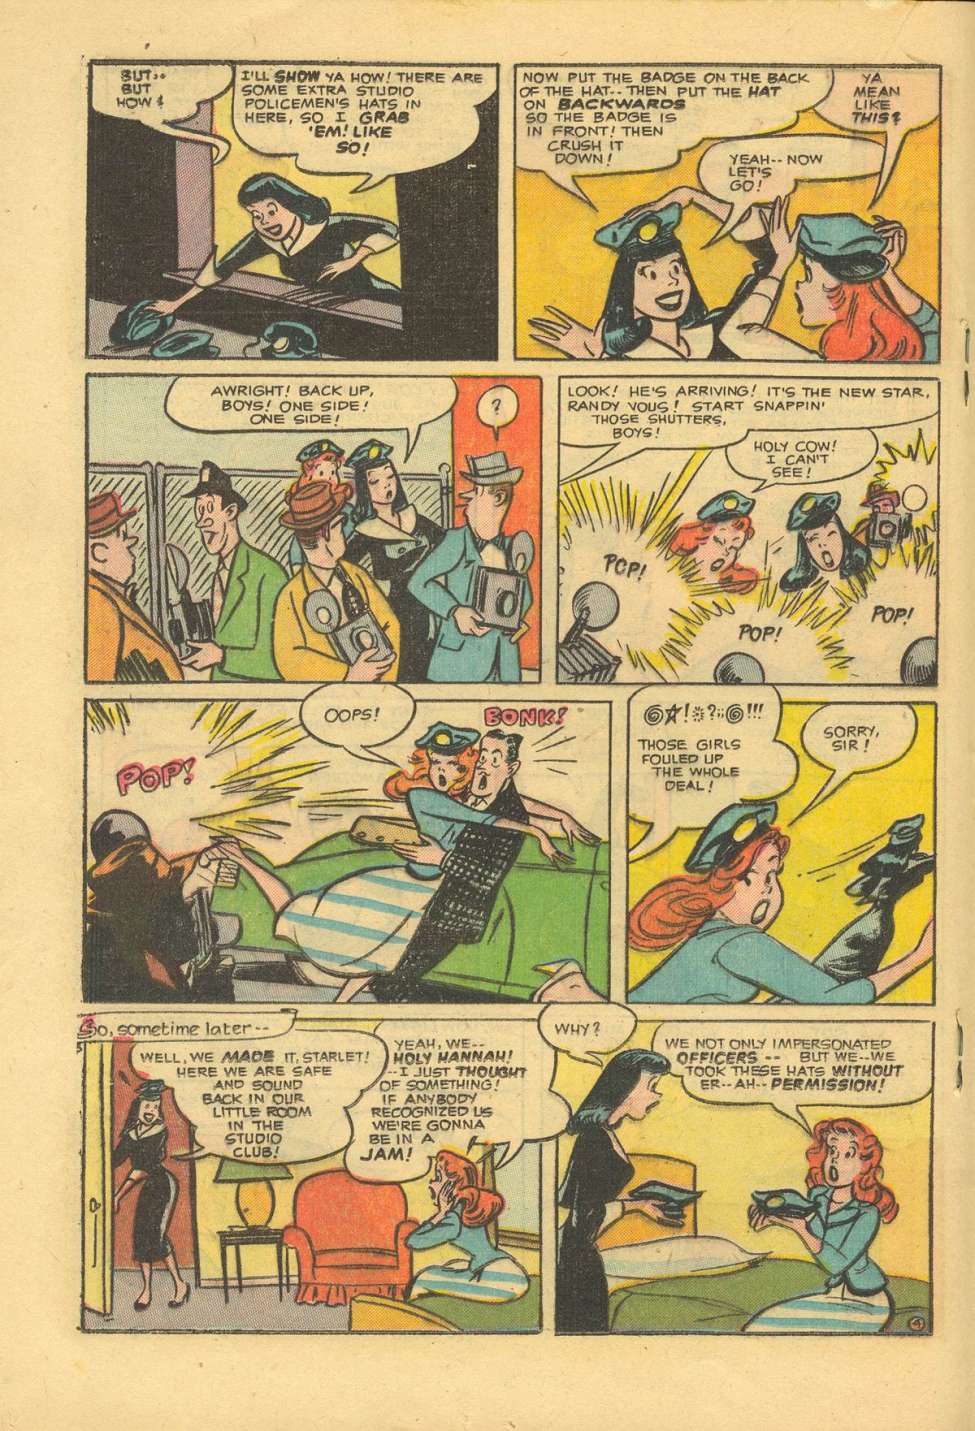 BUT--
BUT
HOW?
I'LL SHOW YA HOW! THERE ARE
SOME EXTRA STUDIO
POLICEMEN'S HATS IN
HERE, SO I GRAB
'EM! LIKE
SO!
NOW PUT THE BADGE ON THE BACK
OF THE HAT-- THEN PUT THE HAT
ON BACKWARDS
SO THE BADGE IS
IN FRONT! THEN
CRUSH IT
DOWN!
YEAH-- NOW
LET'S
GO!
YA
MEAN
LIKE
THIS?
AWRIGHT! BACK UP,
BOYS! ONE SIDE!
ONE SIDE!
?
LOOK! HE'S ARRIVING! IT'S THE NEW STAR,
RANDY VOUS! START SNAPPIN'
THOSE SHUTTERS,
BOYS!
HOLY COW!
I CAN'T
SEE!
POP!
POP!
POP!
POP!
OOPS!
BONK!
@☆!*?;;@!!!
THOSE GIRLS
FOULED UP
THE WHOLE
DEAL!
SORRY,
SIR!
So, sometime later--
WELL, WE MADE IT, STARLET!
HERE WE ARE SAFE
AND SOUND
BACK IN OUR
LITTLE ROOM
IN THE
STUDIO
CLUB!
YEAH, WE--
HOLY HANNAH!
--I JUST THOUGHT
OF SOMETHING!
IF ANYBODY
RECOGNIZED US
WE'RE GONNA
BE IN A
JAM!
WHY?
WE NOT ONLY IMPERSONATED
OFFICERS -- BUT WE--WE
TOOK THESE HATS WITHOUT
ER--AH-- PERMISSION!
4